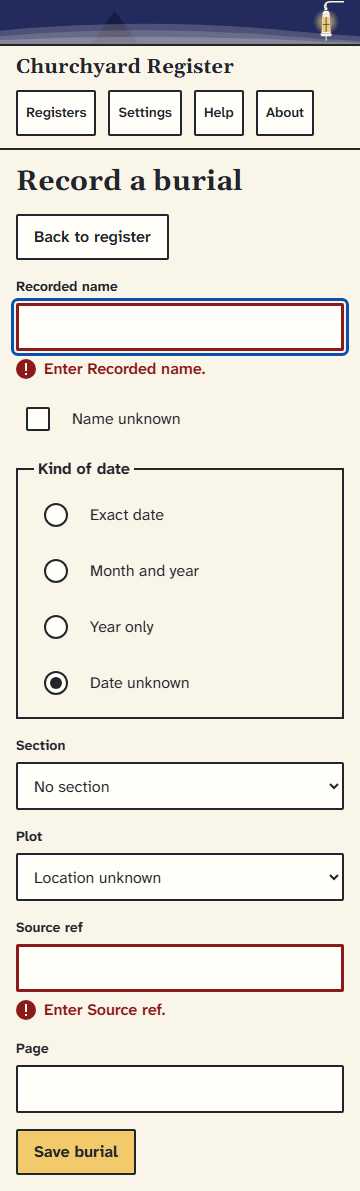 Churchyard Register
Registers Settings Help About
Record a burial
Back to register
Recorded name
Enter Recorded name.
Name unknown
Kind of date
Exact date
Month and year
Year only
Date unknown
Section
No section
Plot
Location unknown
Source ref
Enter Source ref.
Page
Save burial